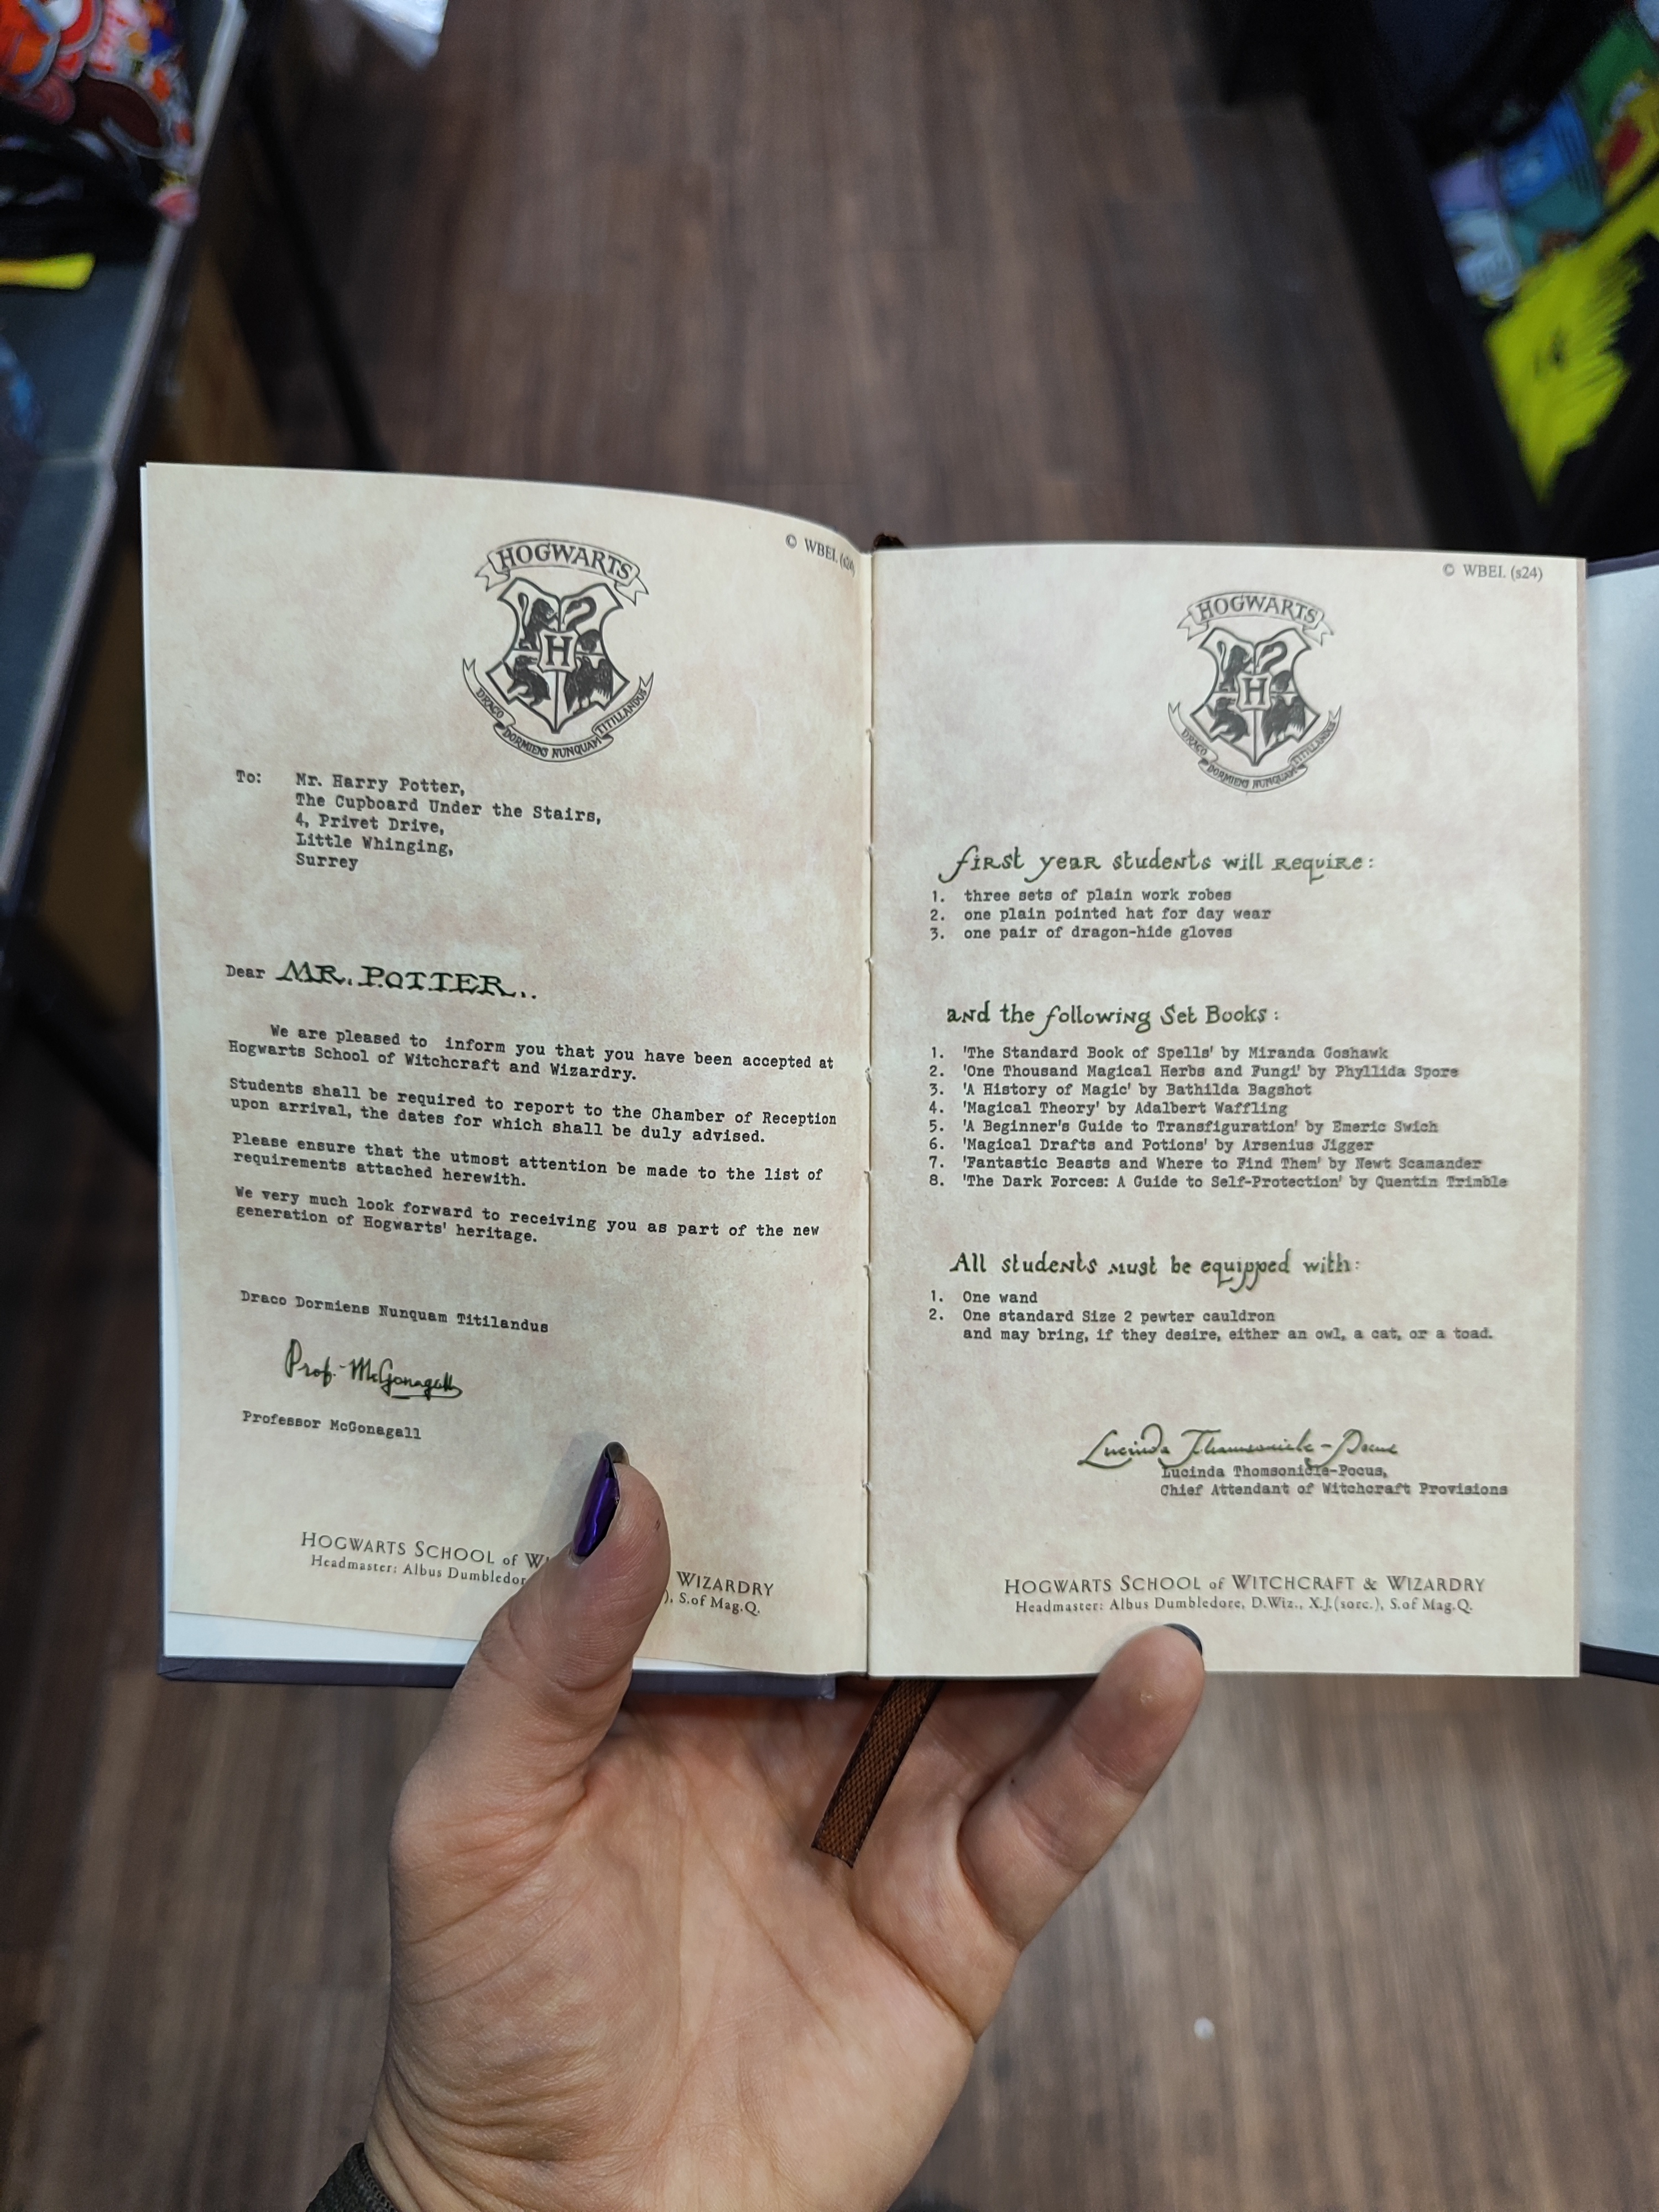 HOGWARTS
© WBEI. (s24)
H
DRACO DORMIENS NUNQUAM TITILLANDUS
To: Mr. Harry Potter,
The Cupboard Under the Stairs,
4, Privet Drive,
Little Whinging,
Surrey
Dear MR. POTTER..
We are pleased to inform you that you have been accepted at
Hogwarts School of Witchcraft and Wizardry.
Students shall be required to report to the Chamber of Reception
upon arrival, the dates for which shall be duly advised.
Please ensure that the utmost attention be made to the list of
requirements attached herewith.
We very much look forward to receiving you as part of the new
generation of Hogwarts' heritage.
Draco Dormiens Nunquam Titilandus
Prof. McGonagall
Professor McGonagall
HOGWARTS SCHOOL of WIZARDRY
Headmaster: Albus S.of Mag.Q.
© WBEI. (s24)
HOGWARTS
H
DRACO DORMIENS NUNQUAM TITILLANDUS
first year students will require:
1. three sets of plain work robes
2. one plain pointed hat for day wear
3. one pair of dragon-hide gloves
and the following Set Books:
1. 'The Standard Book of Spells' by Miranda Goshawk
2. 'One Thousand Magical Herbs and Fungi' by Phyllida Spore
3. 'A History of Magic' by Bathilda Bagshot
4. 'Magical Theory' by Adalbert Waffling
5. 'A Beginner's Guide to Transfiguration' by Emeric Swich
6. 'Magical Drafts and Potions' by Arsenius Jigger
7. 'Fantastic Beasts and Where to Find Them' by Newt Scamander
8. 'The Dark Forces: A Guide to Self-Protection' by Quentin Trimble
All students must be equipped with:
1. One wand
2. One standard Size 2 pewter cauldron
and may bring, if they desire, either an owl, a cat, or a toad.
Lucinda Thomsonicle-Pocus
Lucinda Thomsonicle-Pocus,
Chief Attendant of Witchcraft Provisions
HOGWARTS SCHOOL of WITCHCRAFT & WIZARDRY
Headmaster: Albus Dumbledore, D.Wiz., X.J.(sorc.), S.of Mag.Q.